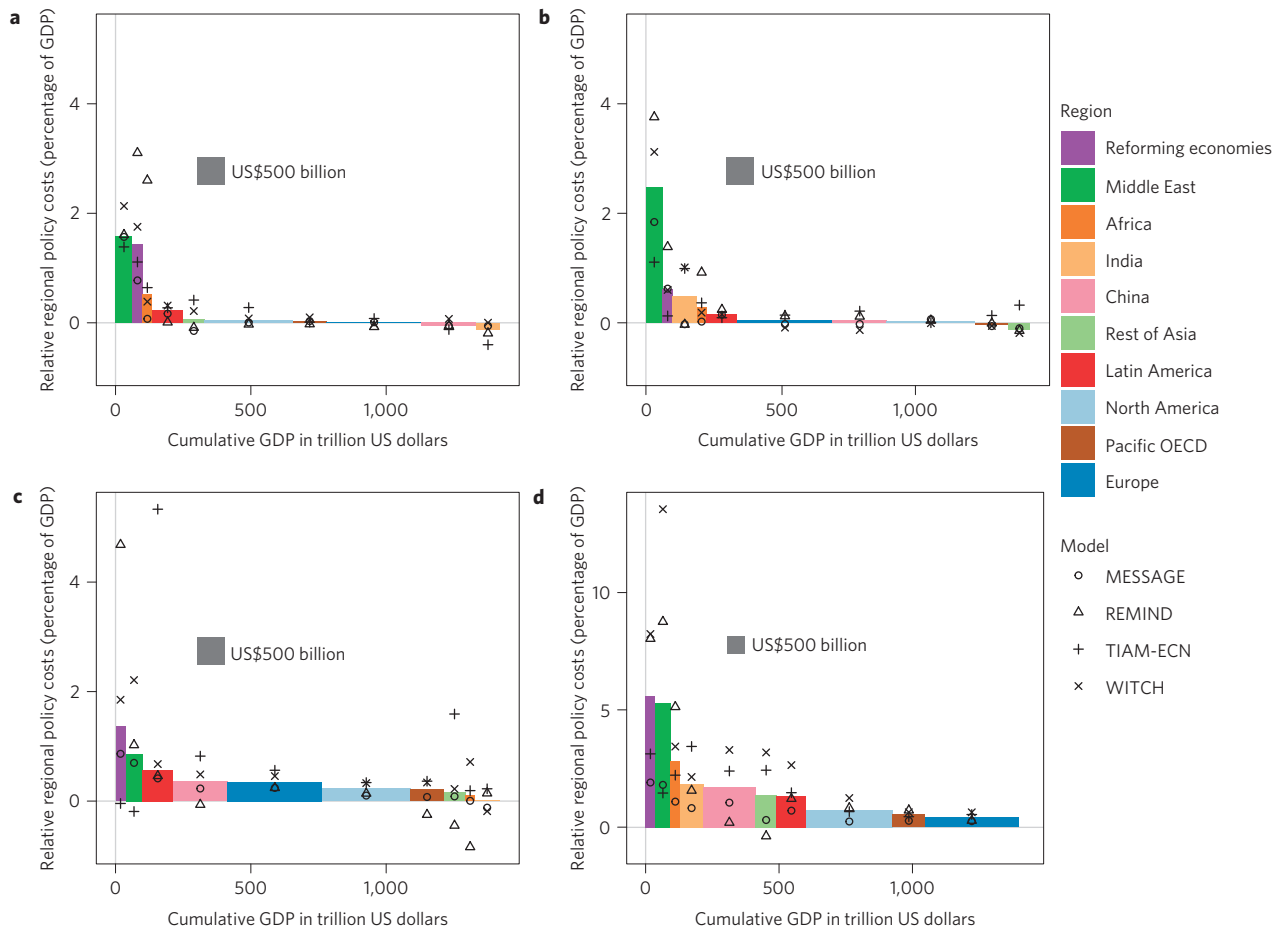 a
Relative regional policy costs (percentage of GDP)
4
2
0
US$500 billion
0
500
1,000
Cumulative GDP in trillion US dollars
b
Relative regional policy costs (percentage of GDP)
4
2
0
US$500 billion
0
500
1,000
Cumulative GDP in trillion US dollars
Region
Reforming economies
Middle East
Africa
India
China
Rest of Asia
Latin America
North America
Pacific OECD
Europe
Model
MESSAGE
REMIND
TIAM-ECN
WITCH
c
Relative regional policy costs (percentage of GDP)
4
2
0
US$500 billion
0
500
1,000
Cumulative GDP in trillion US dollars
d
Relative regional policy costs (percentage of GDP)
10
5
0
US$500 billion
0
500
1,000
Cumulative GDP in trillion US dollars